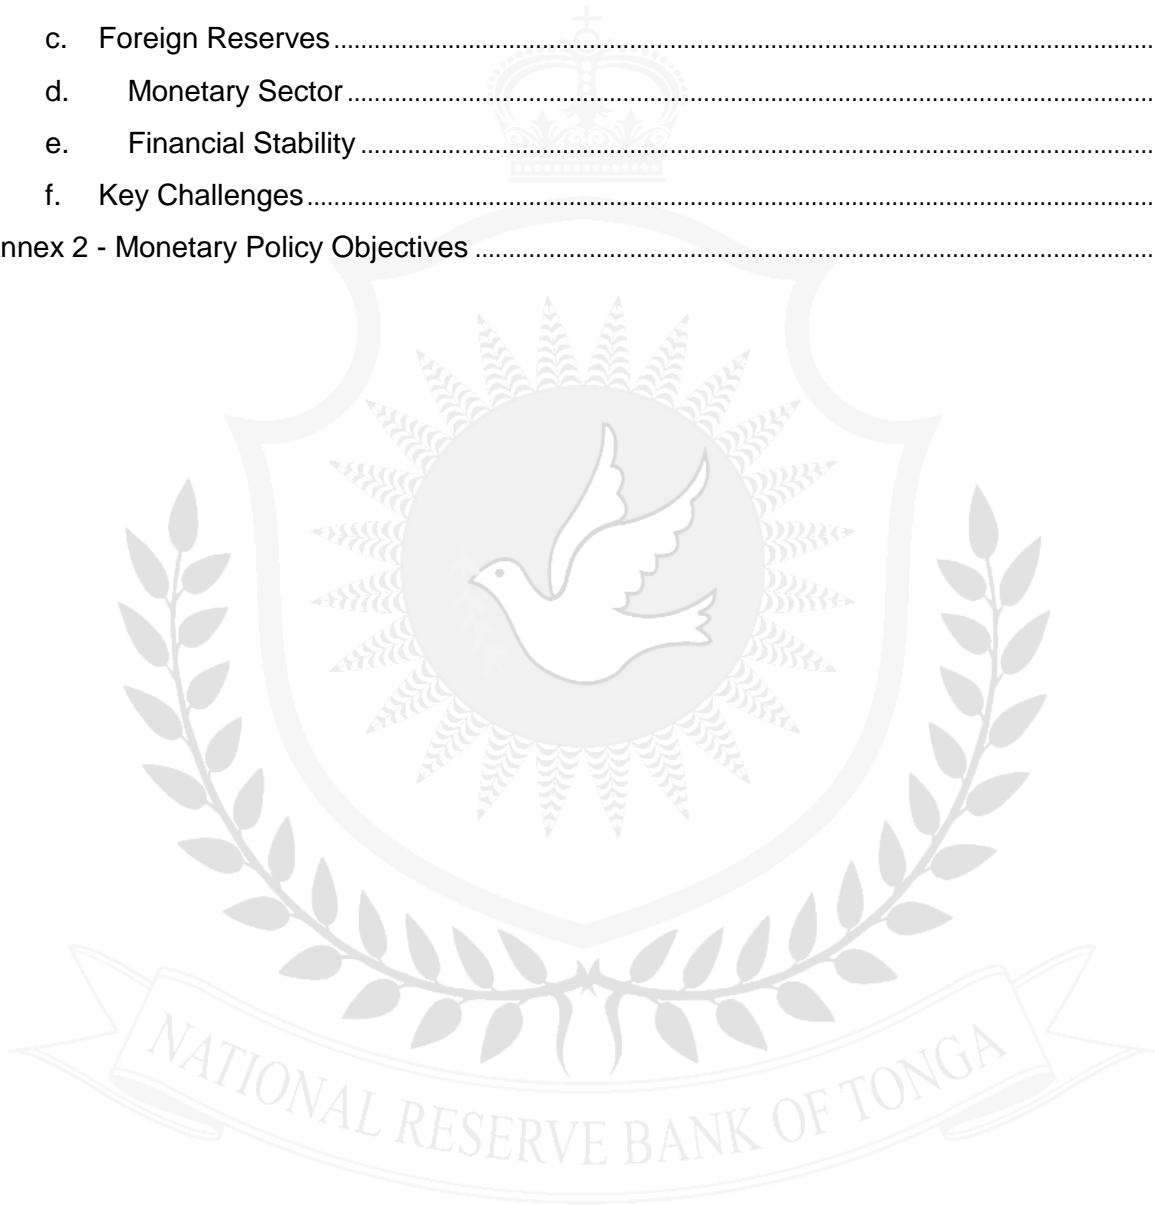 c. Foreign Reserves
d. Monetary Sector
e. Financial Stability
f. Key Challenges
nnex 2 - Monetary Policy Objectives
NATIONAL RESERVE BANK OF TONGA